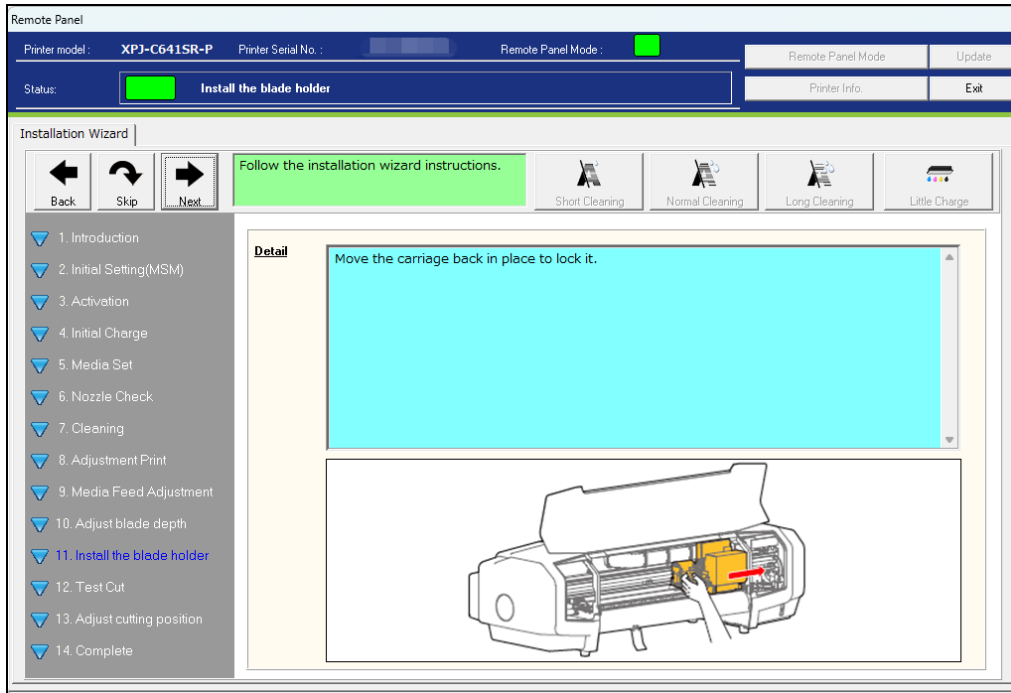 Remote Panel
Printer model : XPJ-C641SR-P Printer Serial No. : Remote Panel Mode :
Remote Panel Mode Update
Status: Install the blade holder
Printer Info. Exit
Installation Wizard
Back Skip Next
Follow the installation wizard instructions.
Short Cleaning Normal Cleaning Long Cleaning Little Charge
1. Introduction
2. Initial Setting(MSM)
3. Activation
4. Initial Charge
5. Media Set
6. Nozzle Check
7. Cleaning
8. Adjustment Print
9. Media Feed Adjustment
10. Adjust blade depth
11. Install the blade holder
12. Test Cut
13. Adjust cutting position
14. Complete
Detail
Move the carriage back in place to lock it.